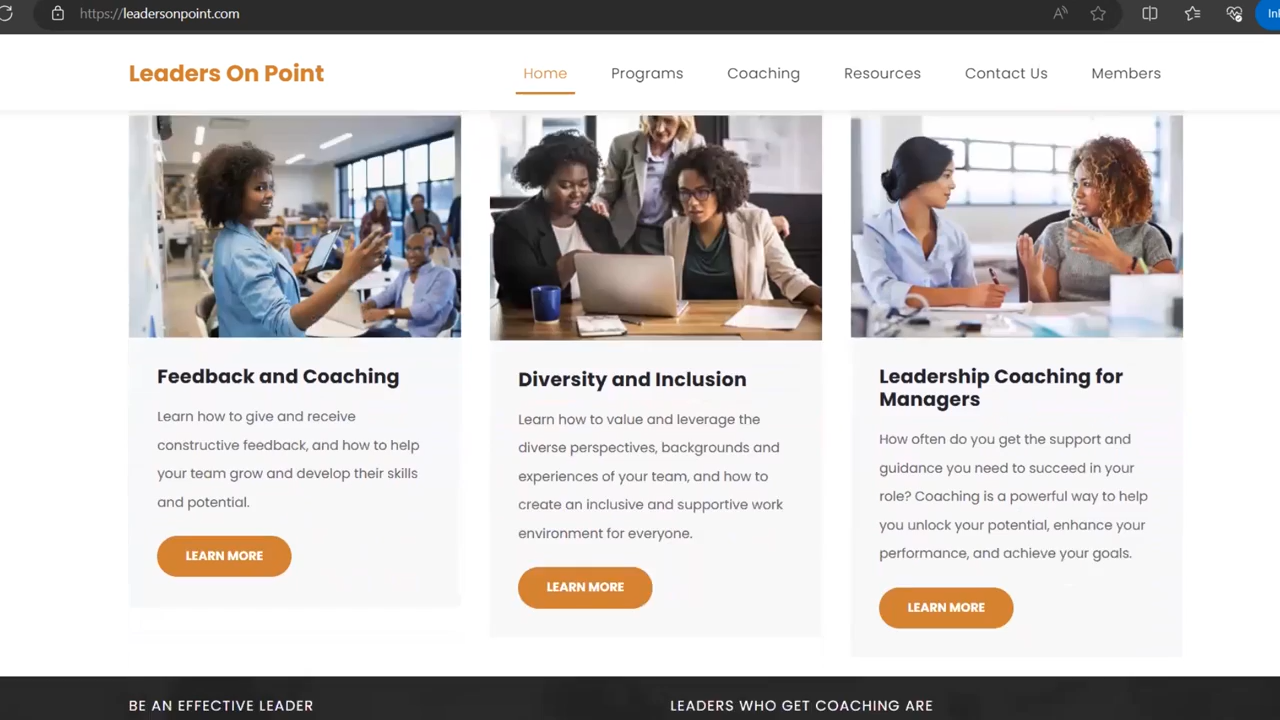 https://leadersonpoint.com
Leaders On Point
Home Programs Coaching Resources Contact Us Members
Feedback and Coaching
Learn how to give and receive
constructive feedback, and how to help
your team grow and develop their skills
and potential.
LEARN MORE
Diversity and Inclusion
Learn how to value and leverage the
diverse perspectives, backgrounds and
experiences of your team, and how to
create an inclusive and supportive work
environment for everyone.
LEARN MORE
Leadership Coaching for
Managers
How often do you get the support and
guidance you need to succeed in your
role? Coaching is a powerful way to help
you unlock your potential, enhance your
performance, and achieve your goals.
LEARN MORE
BE AN EFFECTIVE LEADER
LEADERS WHO GET COACHING ARE